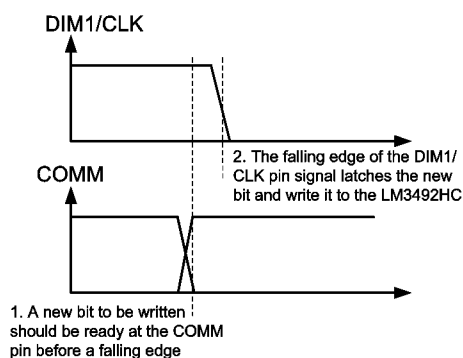 DIM1/CLK
2. The falling edge of the DIM1/
CLK pin signal latches the new
bit and write it to the LM3492HC
COMM
1. A new bit to be written
should be ready at the COMM
pin before a falling edge